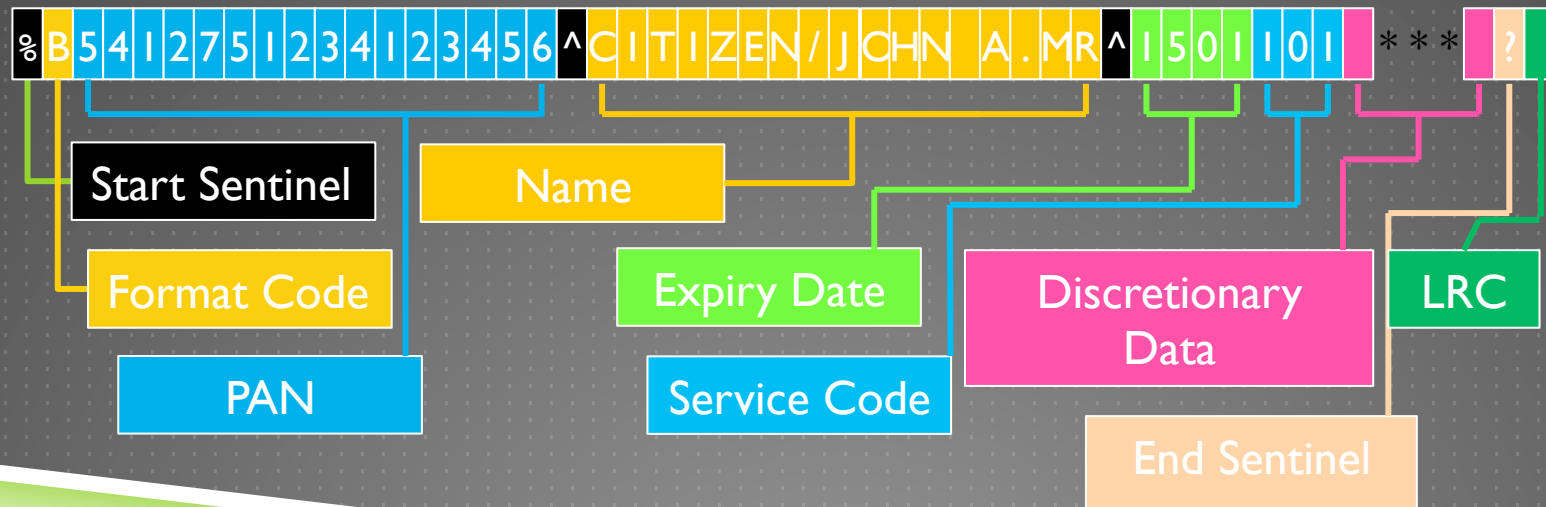 %B5412751234123456^CITIZEN/JCHN A.MR^1501101 ***?
Start Sentinel
Name
Format Code
Expiry Date
Discretionary
Data
LRC
PAN
Service Code
End Sentinel